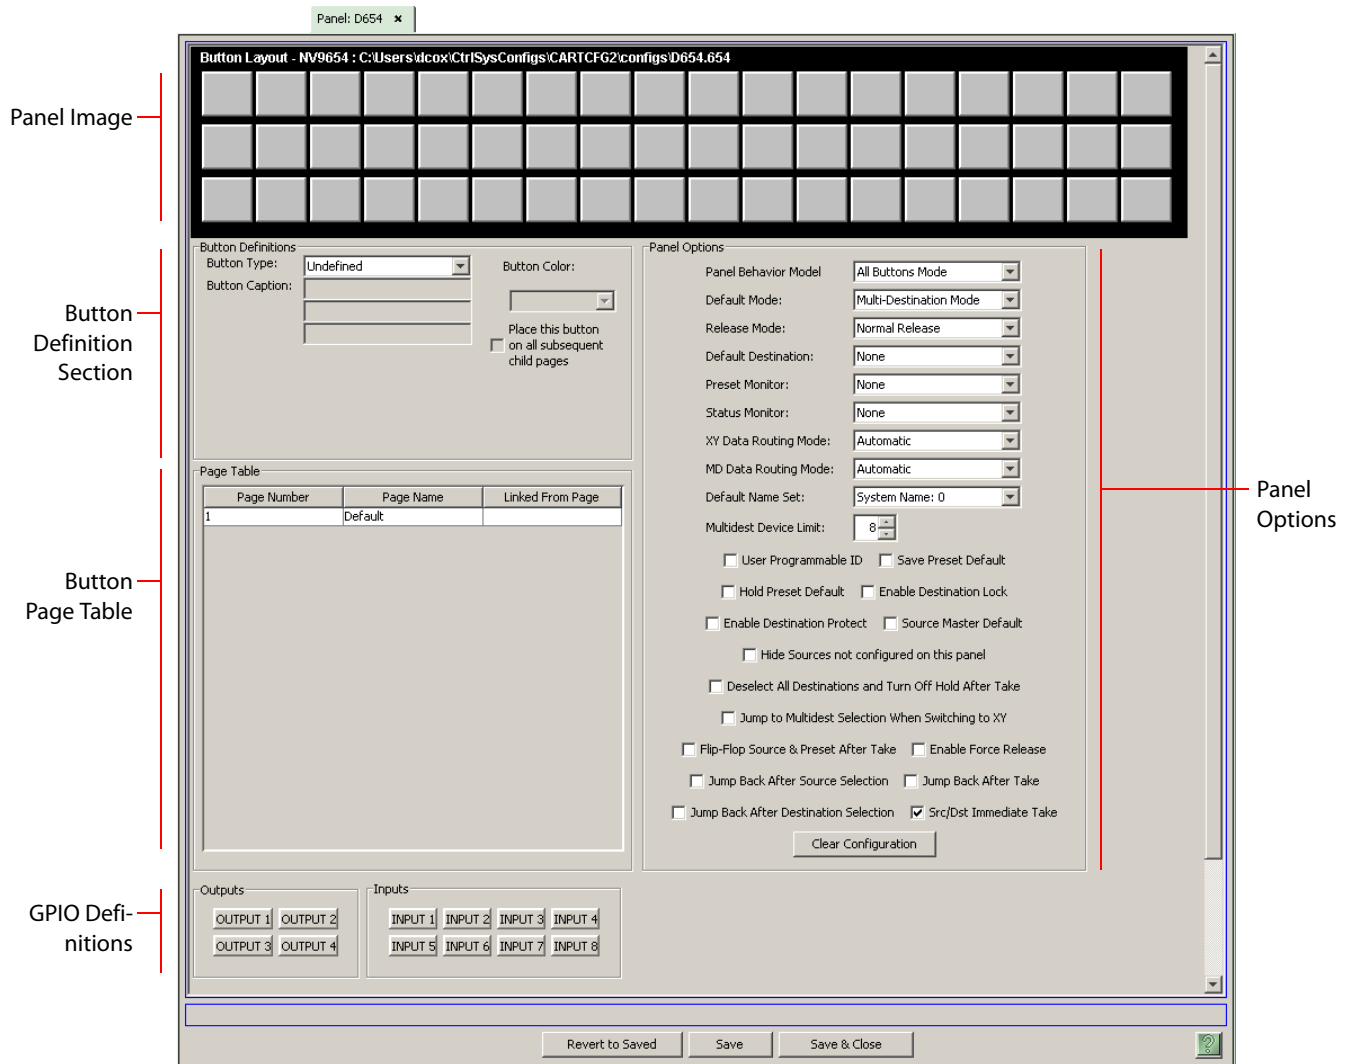 Panel: D654 ×
Button Layout - NV9654 : C:\Users\dcox\CtrlSysConfigs\CARTCFG2\configs\D654.654
Panel Image
Button Definitions
Button Type:
Undefined
Button Color:
Button Caption:
Place this button
on all subsequent
child pages
Button
Definition
Section
Page Table
Page Number
Page Name
Linked From Page
1
Default
Button
Page Table
Panel Options
Panel Behavior Model
All Buttons Mode
Default Mode:
Multi-Destination Mode
Release Mode:
Normal Release
Default Destination:
None
Preset Monitor:
None
Status Monitor:
None
XY Data Routing Mode:
Automatic
MD Data Routing Mode:
Automatic
Default Name Set:
System Name: 0
Multidest Device Limit:
8
User Programmable ID
Save Preset Default
Hold Preset Default
Enable Destination Lock
Enable Destination Protect
Source Master Default
Hide Sources not configured on this panel
Deselect All Destinations and Turn Off Hold After Take
Jump to Multidest Selection When Switching to XY
Flip-Flop Source & Preset After Take
Enable Force Release
Jump Back After Source Selection
Jump Back After Take
Jump Back After Destination Selection
Src/Dst Immediate Take
Clear Configuration
Panel
Options
GPIO Defi-
nitions
Outputs
OUTPUT 1
OUTPUT 2
OUTPUT 3
OUTPUT 4
Inputs
INPUT 1
INPUT 2
INPUT 3
INPUT 4
INPUT 5
INPUT 6
INPUT 7
INPUT 8
Revert to Saved
Save
Save & Close
?